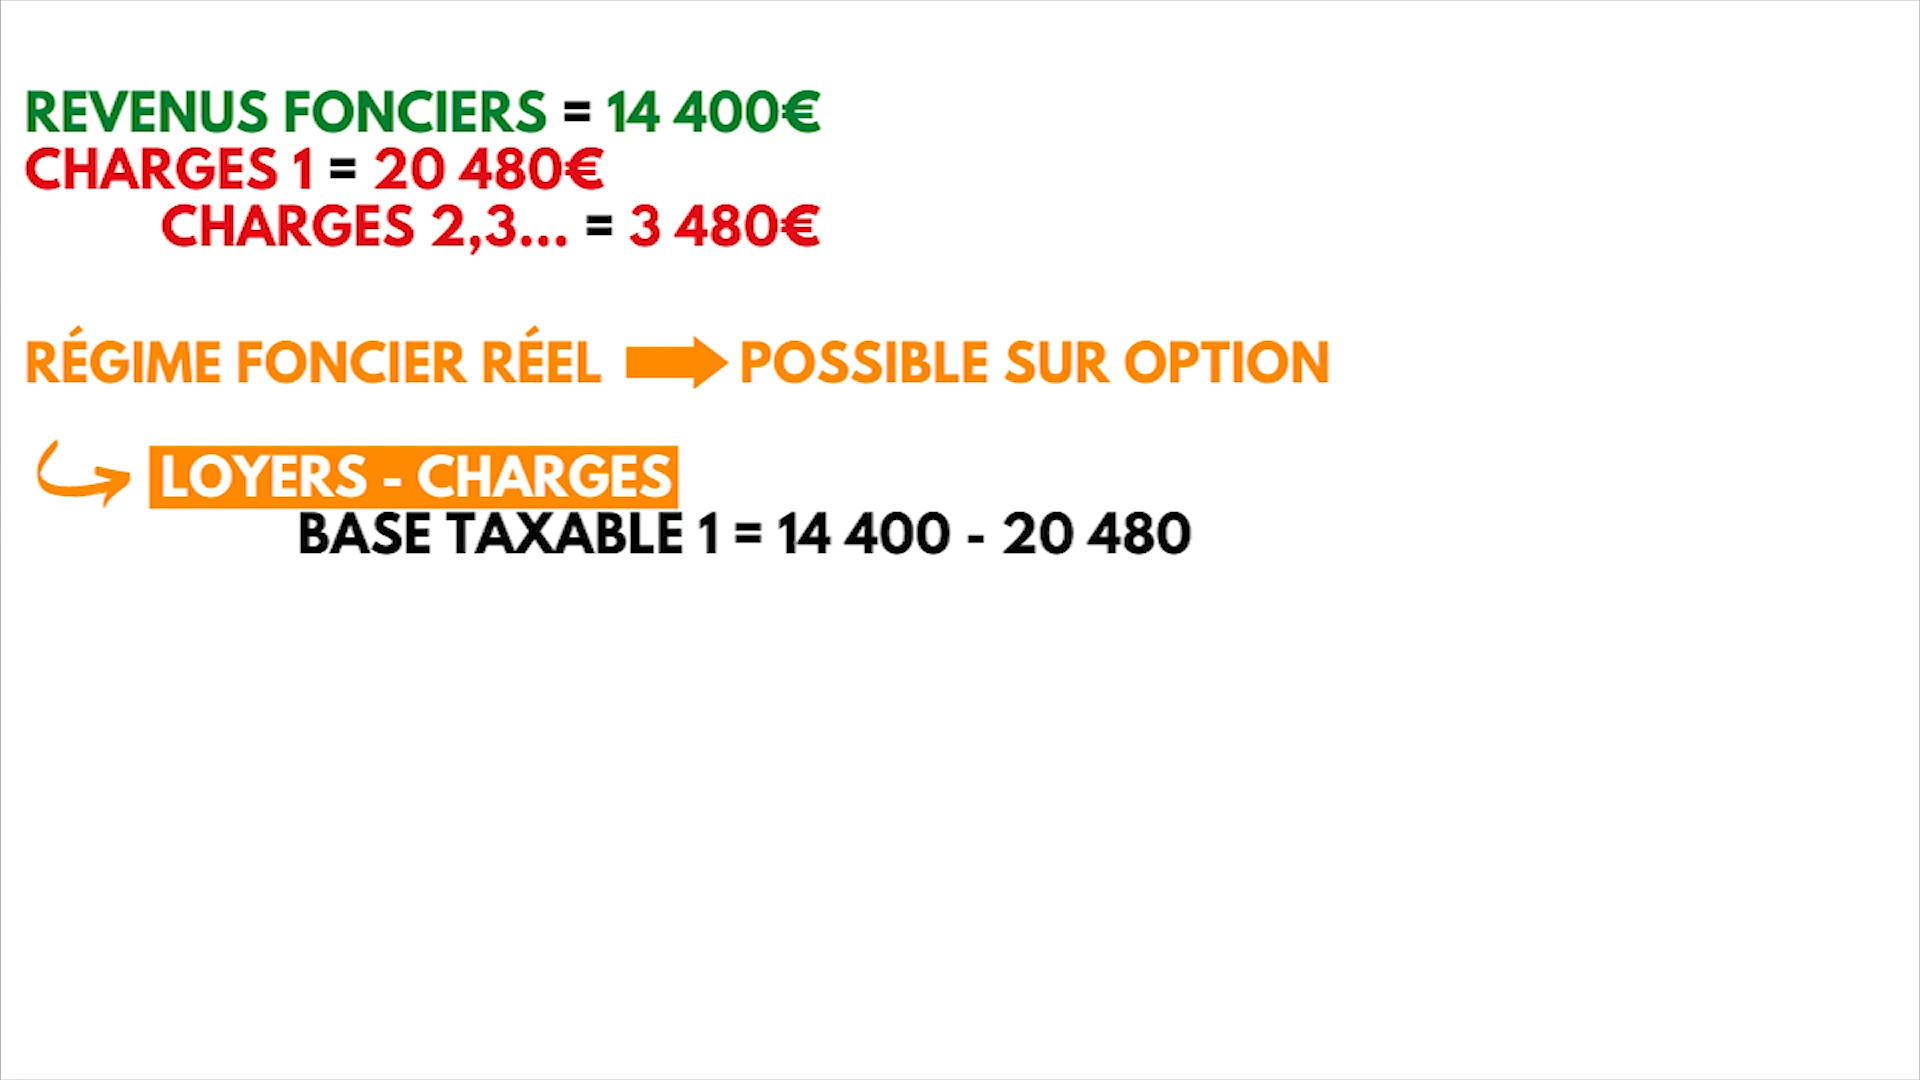 REVENUS FONCIERS = 14 400€
CHARGES 1 = 20 480€
CHARGES 2,3... = 3 480€
RÉGIME FONCIER RÉEL POSSIBLE SUR OPTION
LOYERS - CHARGES
BASE TAXABLE 1 = 14 400 - 20 480